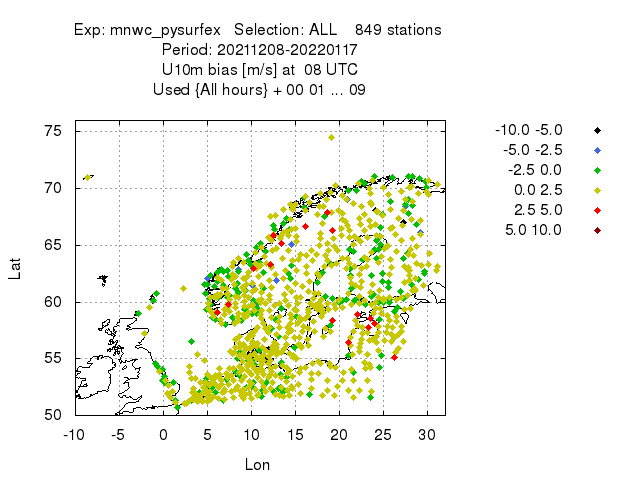 Exp: mnwc_pysurfex Selection: ALL 849 stations
Period: 20211208-20220117
U10m bias [m/s] at 08 UTC
Used {All hours} + 00 01 ... 09
-10.0 -5.0
-5.0 -2.5
-2.5 0.0
0.0 2.5
2.5 5.0
5.0 10.0
75
70
65
60
55
50
Lat
-10 -5 0 5 10 15 20 25 30
Lon